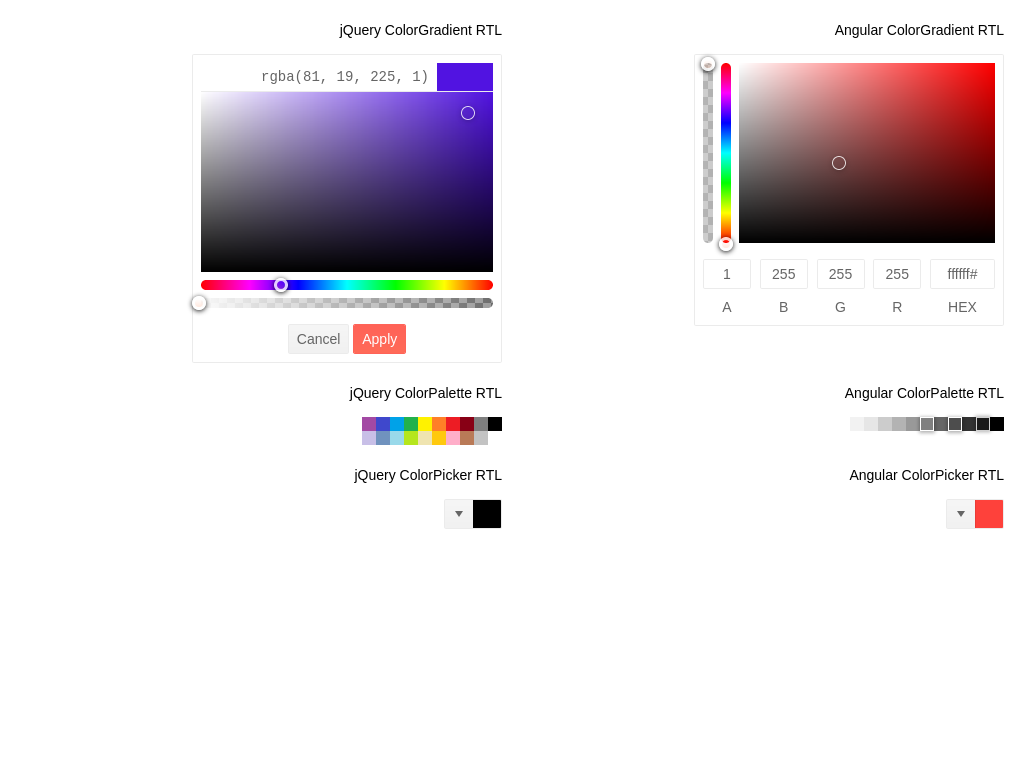 jQuery ColorGradient RTL
rgba(81, 19, 225, 1)
Cancel Apply
jQuery ColorPalette RTL
jQuery ColorPicker RTL
Angular ColorGradient RTL
1 255 255 255 ffffff#
A B G R HEX
Angular ColorPalette RTL
Angular ColorPicker RTL